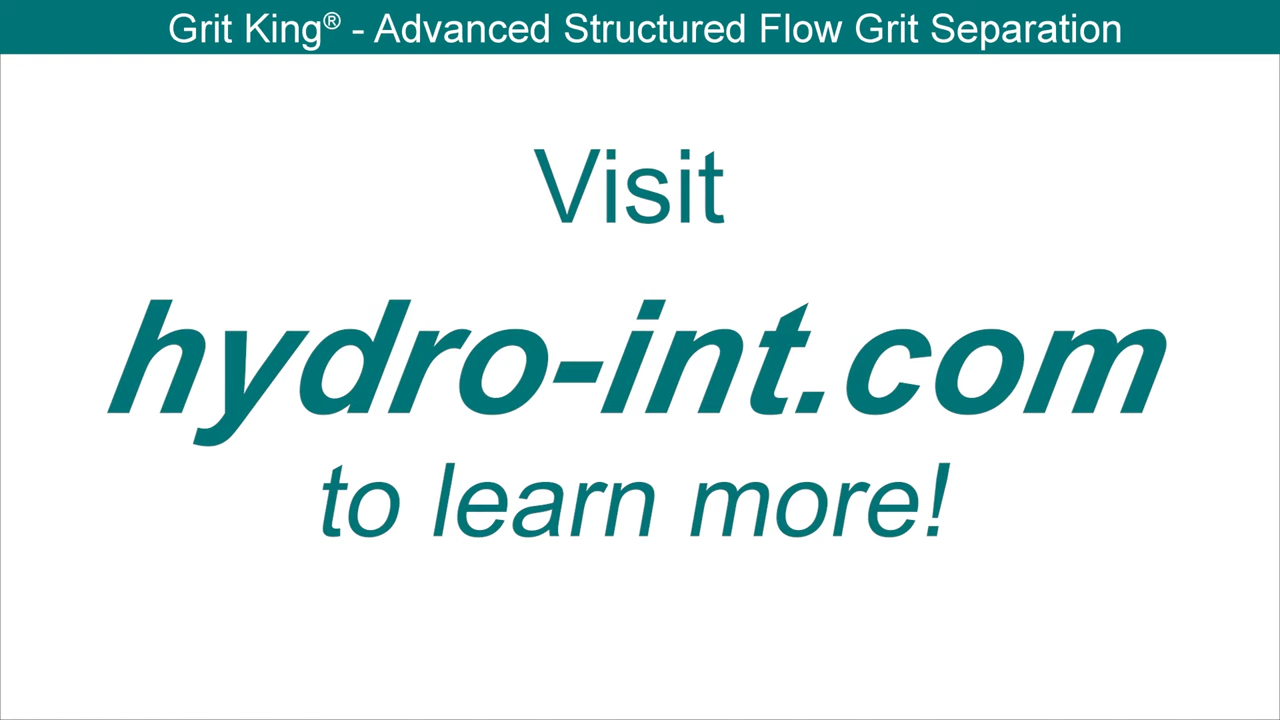 Grit King® - Advanced Structured Flow Grit Separation
Visit
hydro-int.com
to learn more!